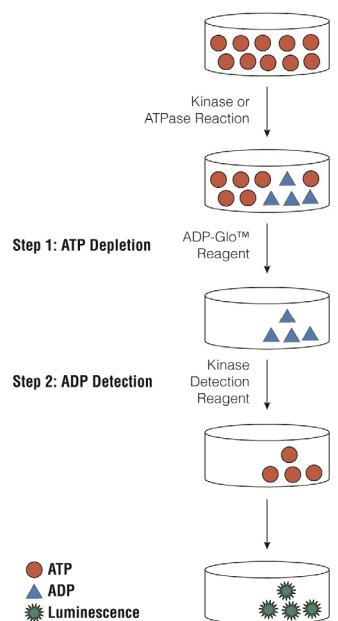 Kinase or
ATPase Reaction
Step 1: ATP Depletion
ADP-Glo™
Reagent
Step 2: ADP Detection
Kinase
Detection
Reagent
ATP
ADP
Luminescence